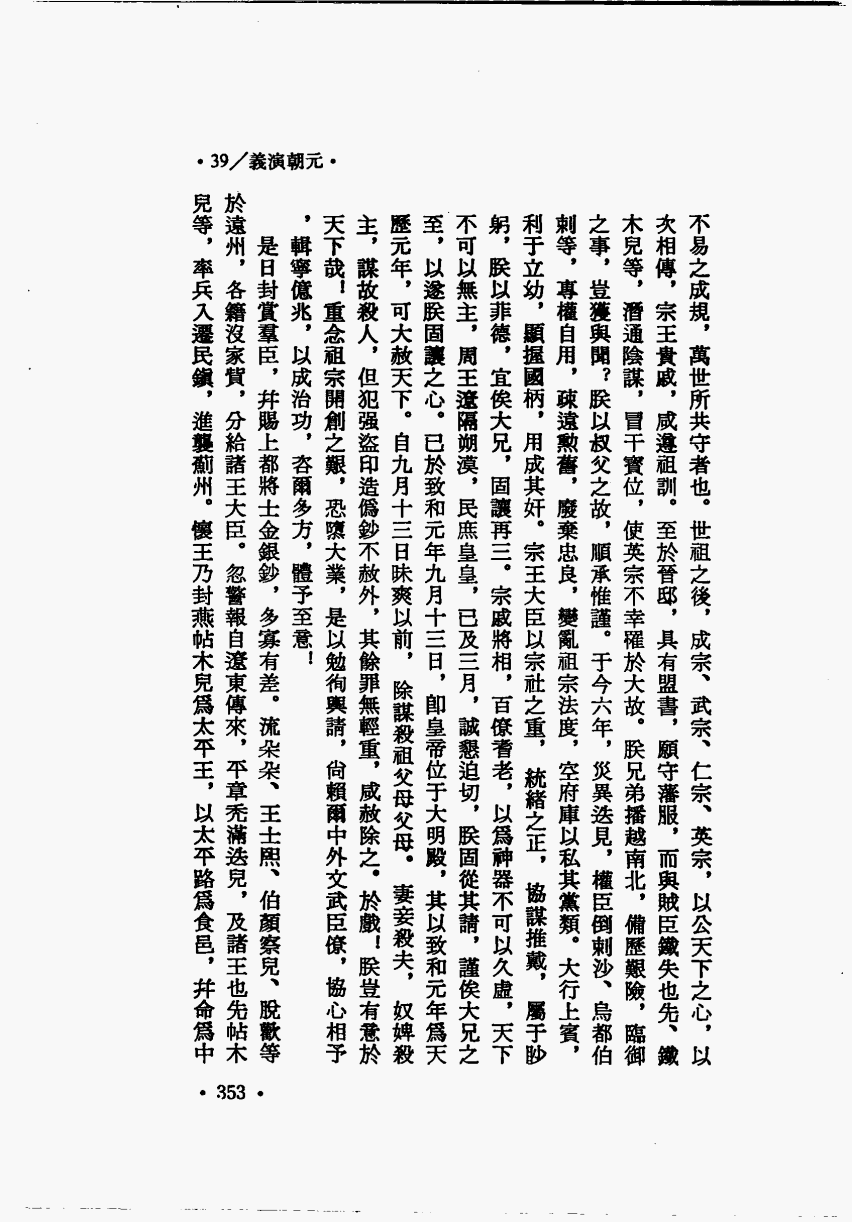 ·39/義演朝元·
不易之成規，萬世所共守者也。世祖之後，成宗、武宗、仁宗、英宗，以公天下之心，以
次相傳，宗王貴戚，咸遵祖訓。至於晉邸，具有盟書，願守藩服，而與賊臣鐵失也先、鐵
木兒等，潛通陰謀，冒干寶位，使英宗不幸罹於大故。朕兄弟播越南北，備歷艱險，臨御
之事，豈獲與聞？朕以叔父之故，順承惟謹。于今六年，災異迭見，權臣倒剌沙、烏都伯
剌等，專權自用，疎遠勳舊，廢棄忠良，變亂祖宗法度，空府庫以私其黨類。大行上賓，
利于立幼，顯握國柄，用成其奸。宗王大臣以宗社之重，統緒之正，協謀推戴，屬于眇
躬，朕以菲德，宜俟大兄，固讓再三。宗戚將相，百僚耆老，以爲神器不可以久虛，天下
不可以無主，周王遼隔朔漠，民庶皇皇，已及三月，誠懇迫切，朕固從其請，謹俟大兄之
至，以遂朕固讓之心。已於致和元年九月十三日，卽皇帝位于大明殿，其以致和元年爲天
歷元年，可大赦天下。自九月十三日昧爽以前，除謀殺祖父母父母。妻妾殺夫，奴婢殺
主，謀故殺人，但犯强盜印造僞鈔不赦外，其餘罪無輕重，咸赦除之。於戲！朕豈有意於
天下哉！重念祖宗開創之艱，恐隳大業，是以勉徇輿請，尙賴爾中外文武臣僚，協心相予
，輯寧億兆，以成治功，咨爾多方，體予至意！
是日封賞羣臣，幷賜上都將士金銀鈔，多寡有差。流朵朵、王士熙、伯顏察兒、脫歡等
於遠州，各籍沒家貲，分給諸王大臣。忽警報自遼東傳來，平章禿滿迭兒，及諸王也先帖木
兒等，率兵入遷民鎭，進襲薊州。懷王乃封燕帖木兒爲太平王，以太平路爲食邑，幷命爲中
·353·